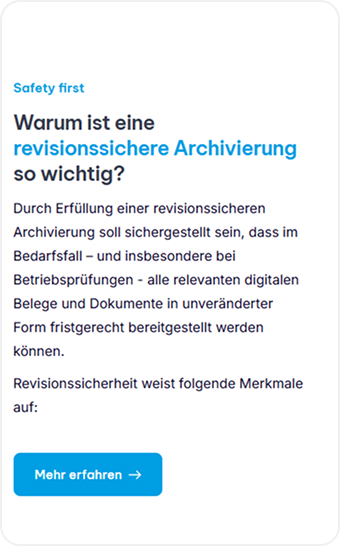 Safety first
Warum ist eine
revisionssichere Archivierung
so wichtig?
Durch Erfüllung einer revisionssicheren
Archivierung soll sichergestellt sein, dass im
Bedarfsfall – und insbesondere bei
Betriebsprüfungen - alle relevanten digitalen
Belege und Dokumente in unveränderter
Form fristgerecht bereitgestellt werden
können.
Revisionssicherheit weist folgende Merkmale
auf:
Mehr erfahren →